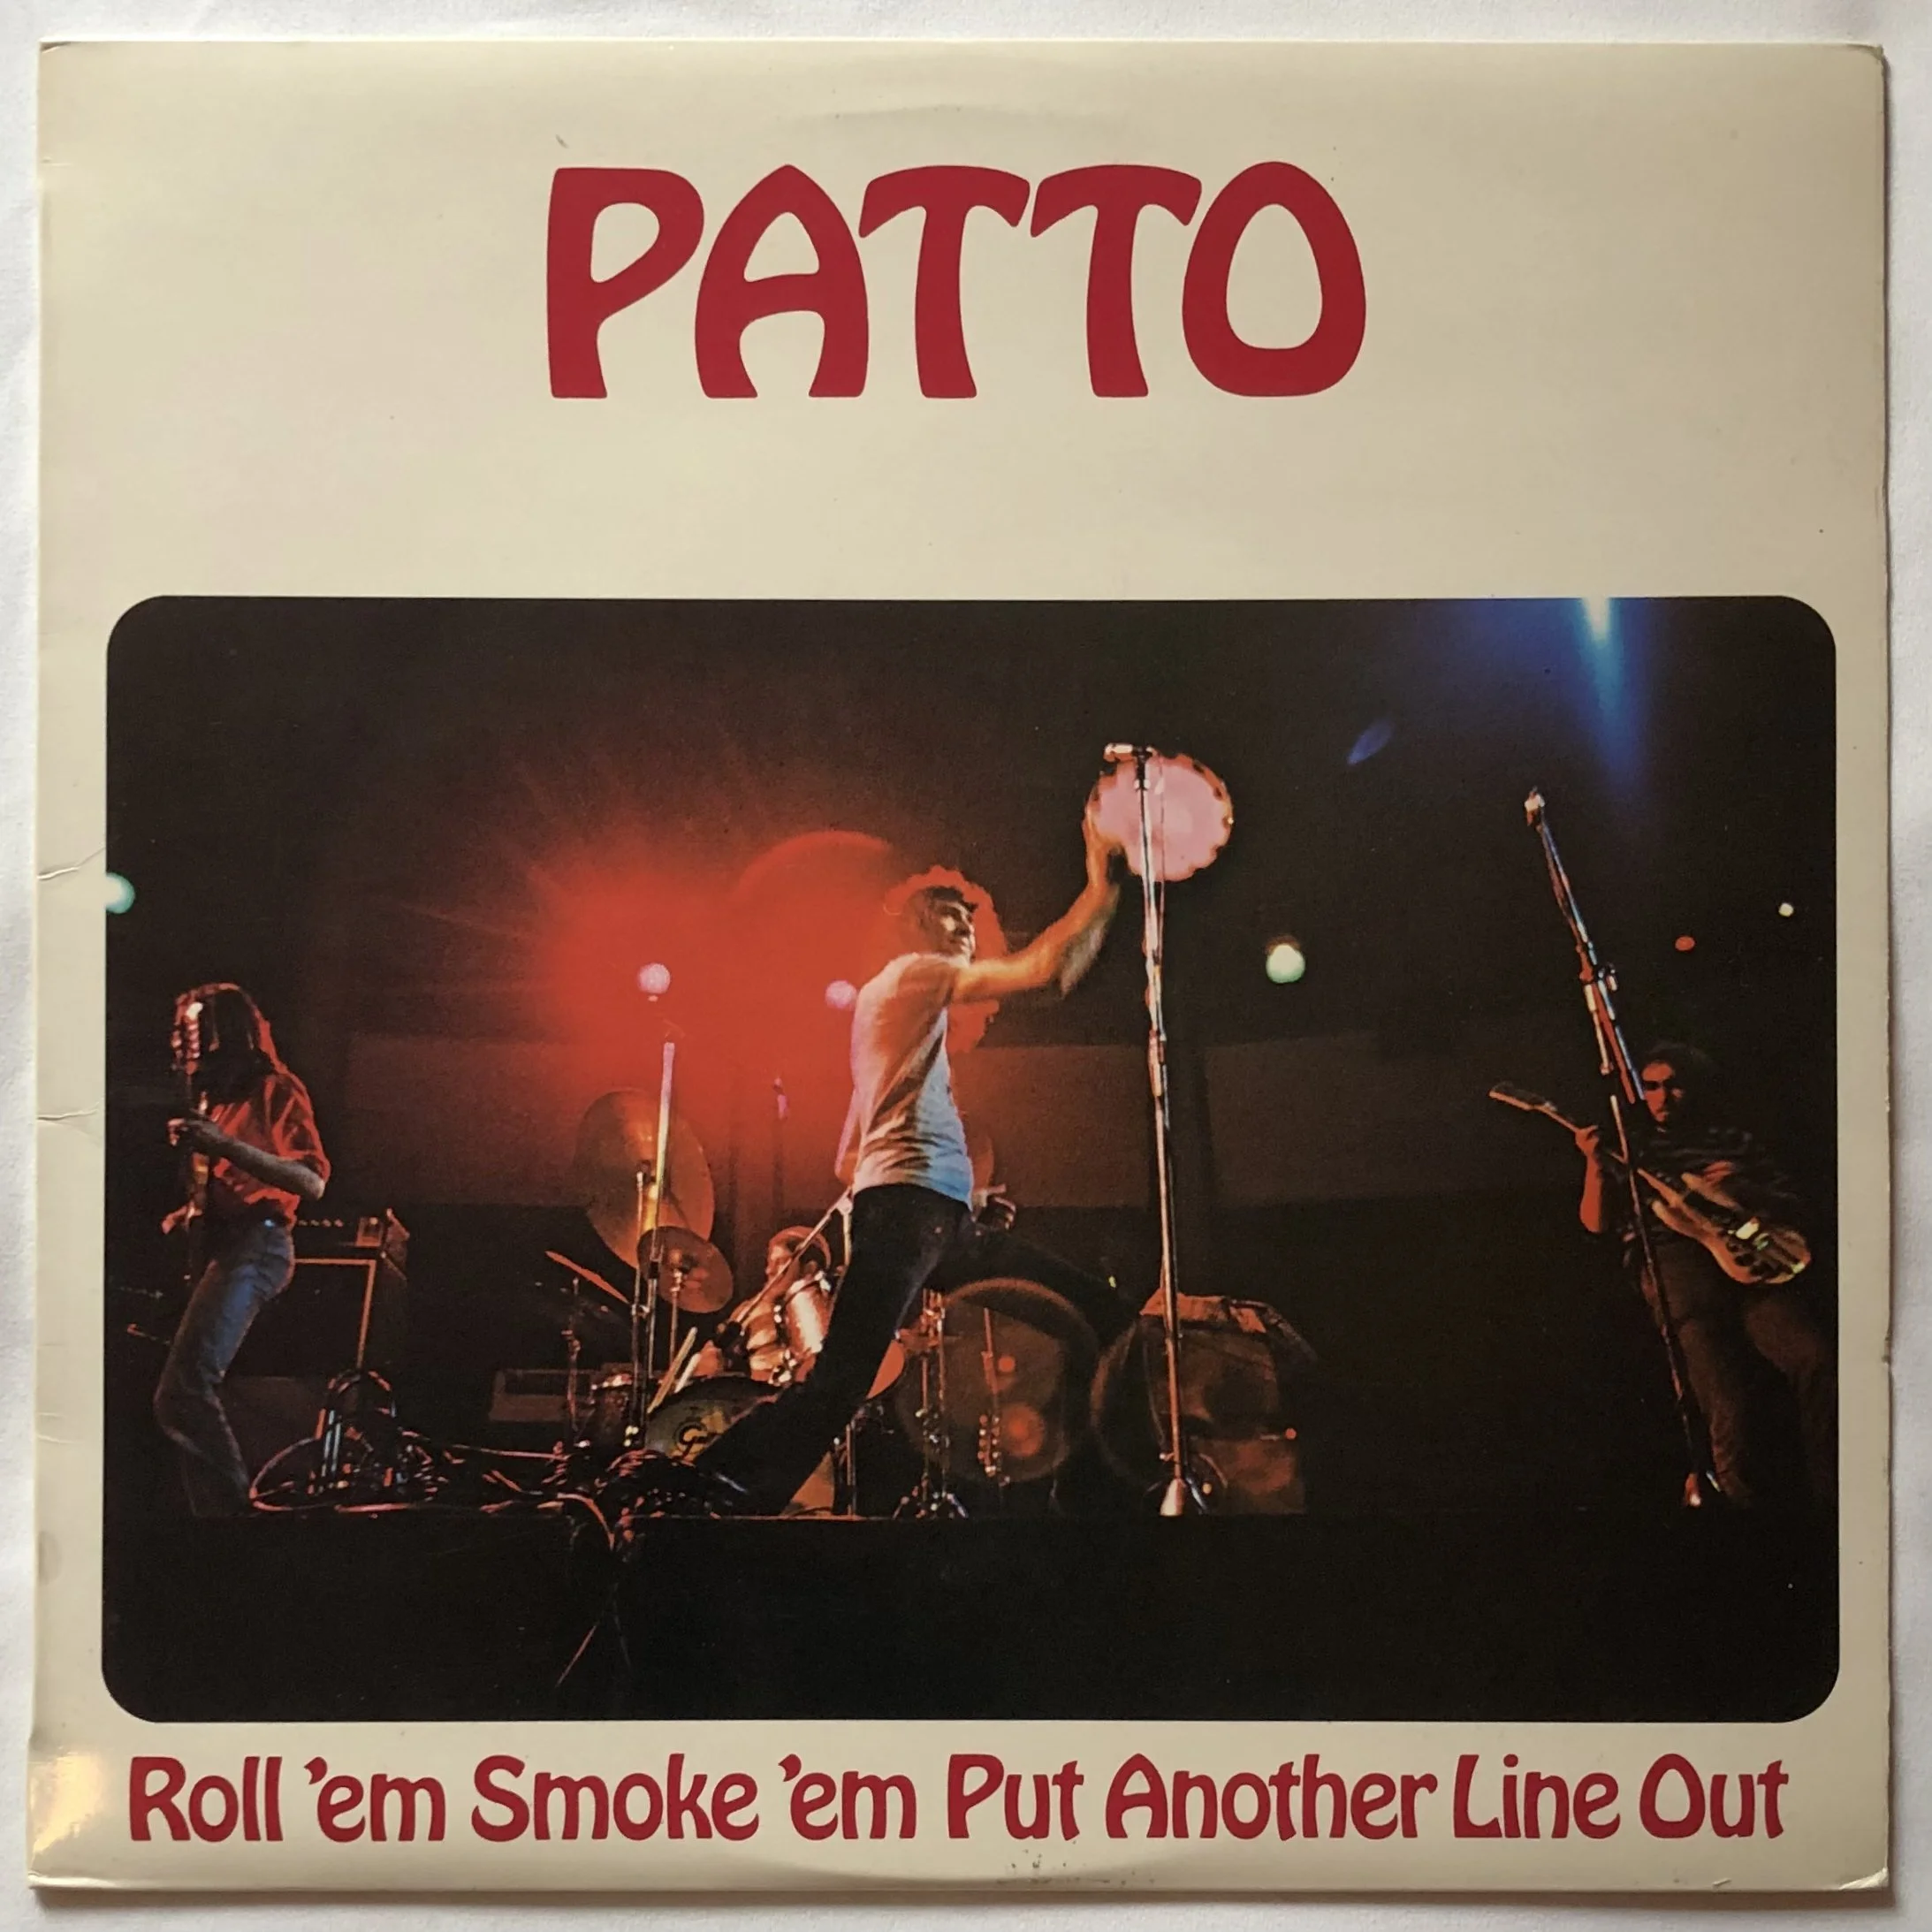 PATTO
Roll 'em Smoke 'em Put Another Line Out